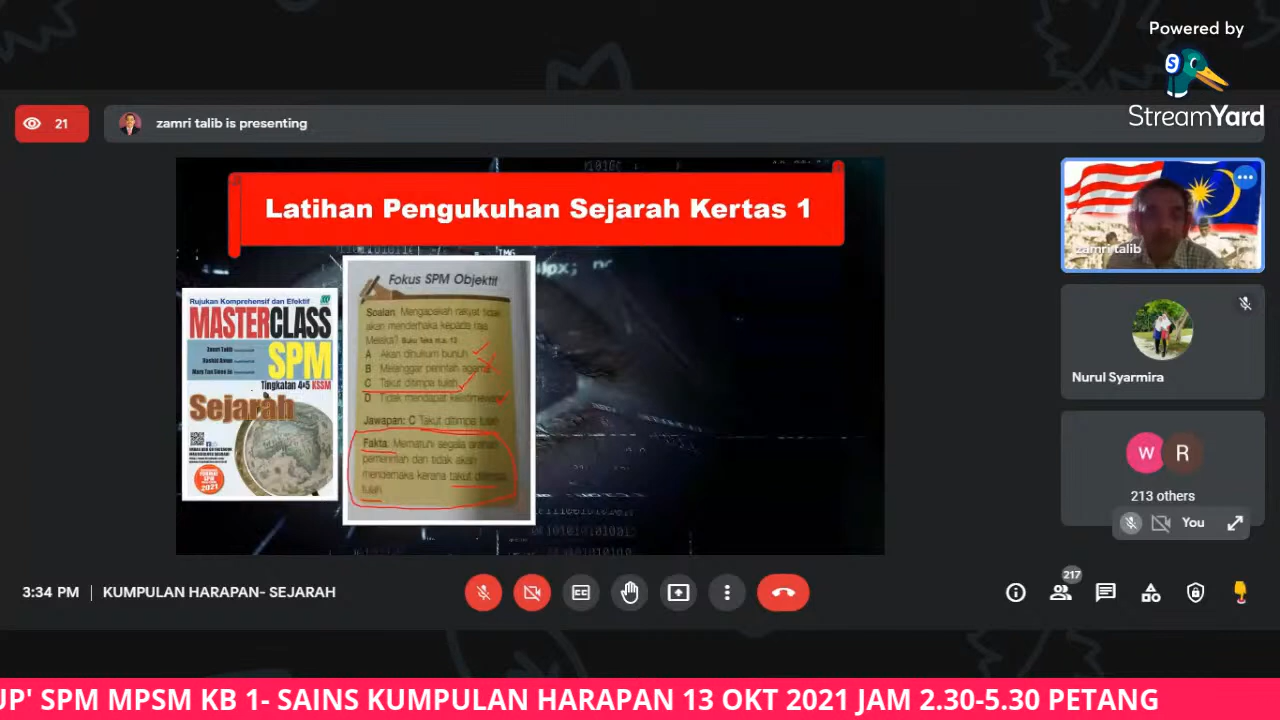 Powered by
StreamYard
21
zamri talib is presenting
Latihan Pengukuhan Sejarah Kertas 1
Rujukan Komprehensif dan Efektif
MASTERCLASS
SPM
Tingkatan 4•5 KSSM
Sejarah
2021
Fokus SPM Objektif
Soalan: Mengapakah rakyat tidak
akan menderhaka kepada raja
Melaka? Buku Teks m.s. 13
A Akan dihukum bunuh
B Melanggar perintah agama
C Takut ditimpa tulah
D Tidak mendapat keistimewaan
Jawapan: C Takut ditimpa tulah
Fakta: Mematuhi segala arahan
pemerintah dan tidak akan
menderhaka kerana takut ditimpa
tulah
zamri talib
Nurul Syarmira
W
R
213 others
You
3:34 PM | KUMPULAN HARAPAN- SEJARAH
217
UP' SPM MPSM KB 1- SAINS KUMPULAN HARAPAN 13 OKT 2021 JAM 2.30-5.30 PETANG